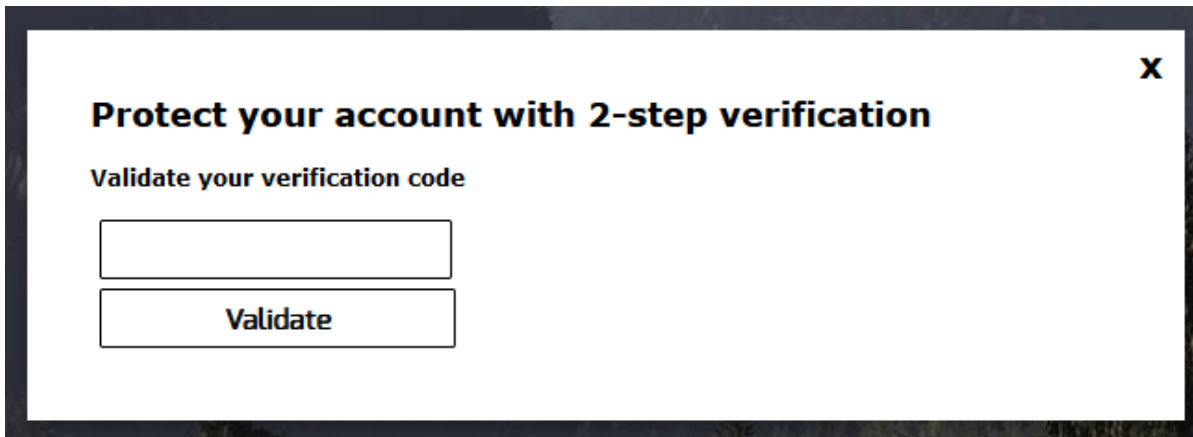 x
Protect your account with 2-step verification
Validate your verification code
Validate